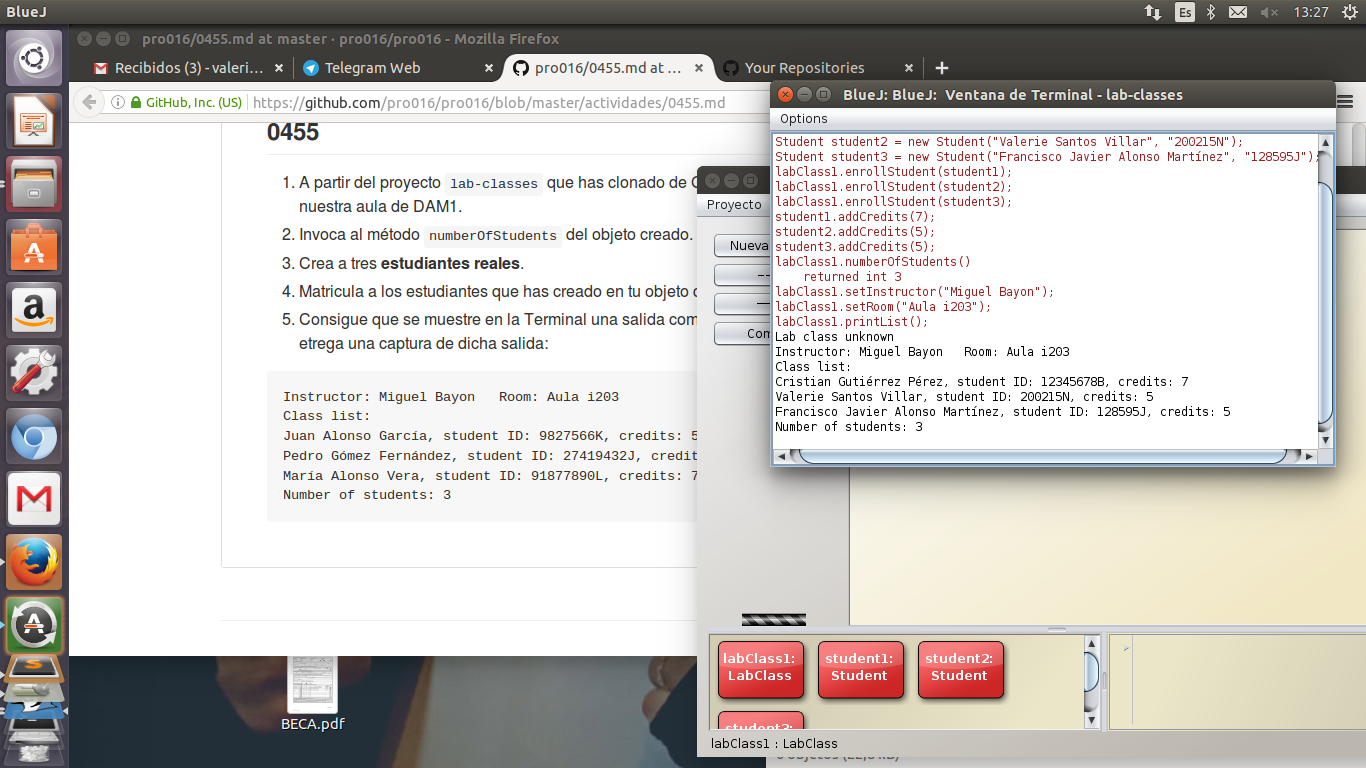 BlueJ
Es
13:27
pro016/0455.md at master · pro016/pro016 - Mozilla Firefox
Recibidos (3) - valeri...
Telegram Web
pro016/0455.md at ...
Your Repositories
GitHub, Inc. (US)
https://github.com/pro016/pro016/blob/master/actividades/0455.md
0455
1. A partir del proyecto lab-classes que has clonado de
nuestra aula de DAM1.
2. Invoca al método numberOfStudents del objeto creado.
3. Crea a tres estudiantes reales.
4. Matricula a los estudiantes que has creado en tu objeto
5. Consigue que se muestre en la Terminal una salida com
etrega una captura de dicha salida:
Instructor: Miguel Bayon   Room: Aula i203
Class list:
Juan Alonso García, student ID: 9827566K, credits: 5
Pedro Gómez Fernández, student ID: 27419432J, credit
María Alonso Vera, student ID: 91877890L, credits: 7
Number of students: 3
BlueJ: BlueJ:  Ventana de Terminal - lab-classes
Options
Student student2 = new Student("Valerie Santos Villar", "200215N");
Student student3 = new Student("Francisco Javier Alonso Martínez", "128595J");
labClass1.enrollStudent(student1);
labClass1.enrollStudent(student2);
labClass1.enrollStudent(student3);
student1.addCredits(7);
student2.addCredits(5);
student3.addCredits(5);
labClass1.numberOfStudents()
    returned int 3
labClass1.setInstructor("Miguel Bayon");
labClass1.setRoom("Aula i203");
labClass1.printList();
Lab class unknown
Instructor: Miguel Bayon   Room: Aula i203
Class list:
Cristian Gutiérrez Pérez, student ID: 12345678B, credits: 7
Valerie Santos Villar, student ID: 200215N, credits: 5
Francisco Javier Alonso Martínez, student ID: 128595J, credits: 5
Number of students: 3
Proyecto
Nueva
Com
labClass1:
LabClass
student1:
Student
student2:
Student
student3:
labClass1 : LabClass
BECA.pdf